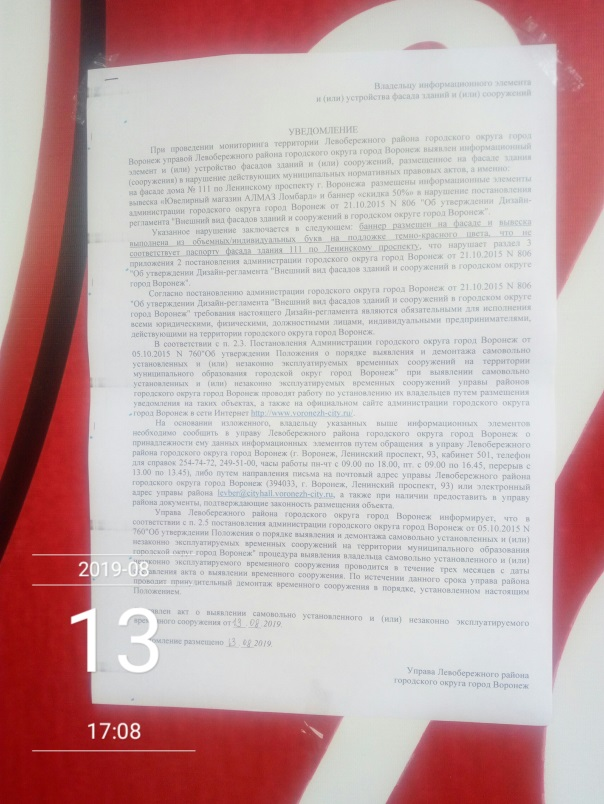 Владельцу информационного элемента
и (или) устройства фасада зданий и (или) сооружений
УВЕДОМЛЕНИЕ
При проведении мониторинга территории Левобережного района городского округа город
Воронеж управой Левобережного района городского округа город Воронеж выявлен информационный
элемент и (или) устройство фасадов зданий и (или) сооружений, размещенное на фасаде здания
(сооружения) в нарушение действующих муниципальных нормативных правовых актов, а именно:
на фасаде дома № 111 по Ленинскому проспекту г. Воронежа размещены информационные элементы
вывеска «Ювелирный магазин АЛМАЗ Ломбард» и баннер «скидка 50%» в нарушение постановления
администрации городского округа город Воронеж от 21.10.2015 N 806 "Об утверждении Дизайн-
регламента "Внешний вид фасадов зданий и сооружений в городском округе город Воронеж".
Указанное нарушение заключается в следующем: баннер размещен на фасаде и вывеска
выполнена из объемных/индивидуальных букв на подложке темно-красного цвета, что не
соответствует паспорту фасада здания 111 по Ленинскому проспекту, что нарушает раздел 3
приложения 2 постановления администрации городского округа город Воронеж от 21.10.2015 N 806
"Об утверждении Дизайн-регламента "Внешний вид фасадов зданий и сооружений в городском округе
город Воронеж".
Согласно постановлению администрации городского округа город Воронеж от 21.10.2015 N 806
"Об утверждении Дизайн-регламента "Внешний вид фасадов зданий и сооружений в городском округе
город Воронеж" требования настоящего Дизайн-регламента являются обязательными для исполнения
всеми юридическими, физическими, должностными лицами, индивидуальными предпринимателями,
действующими на территории городского округа город Воронеж.
В соответствии с п. 2.3. Постановления Администрации городского округа город Воронеж от
05.10.2015 N 760"Об утверждении Положения о порядке выявления и демонтажа самовольно
установленных и (или) незаконно эксплуатируемых временных сооружений на территории
муниципального образования городской округ город Воронеж" при выявлении самовольно
установленных и (или) незаконно эксплуатируемых временных сооружений управы районов
городского округа город Воронеж проводят работу по установлению их владельцев путем размещения
уведомления на таких объектах, а также на официальном сайте администрации городского округа
город Воронеж в сети Интернет http://www.voronezh-city.ru/.
На основании изложенного, владельцу указанных выше информационных элементов
необходимо сообщить в управу Левобережного района городского округа город Воронеж о
принадлежности ему данных информационных элементов путем обращения в управу Левобережного
района городского округа город Воронеж (г. Воронеж, Ленинский проспект, 93, кабинет 501, телефон
для справок 254-74-72, 249-51-00, часы работы пн-чт с 09.00 по 18.00, пт. с 09.00 по 16.45, перерыв с
13.00 по 13.45), либо путем направления письма на почтовый адрес управы Левобережного района
городского округа город Воронеж (394033, г. Воронеж, Ленинский проспект, 93) или электронный
адрес управы района levber@cityhall.voronezh-city.ru, а также при наличии предоставить в управу
района документы, подтверждающие законность размещения объекта.
Управа Левобережного района городского округа город Воронеж информирует, что в
соответствии с п. 2.5 постановления администрации городского округа город Воронеж от 05.10.2015 N
760"Об утверждении Положения о порядке выявления и демонтажа самовольно установленных и (или)
незаконно эксплуатируемых временных сооружений на территории муниципального образования
городской округ город Воронеж" процедура выявления владельца самовольно установленного и (или)
незаконно эксплуатируемого временного сооружения проводится в течение трех месяцев с даты
составления акта о выявлении временного сооружения. По истечении данного срока управа района
проводит принудительный демонтаж временного сооружения в порядке, установленном настоящим
Положением.
акт о выявлении самовольно установленного и (или) незаконно эксплуатируемого
временного сооружения от 13.08.2019.
размещено 13.08.2019.
Управа Левобережного района
городского округа город Воронеж
2019-08
13
17:08